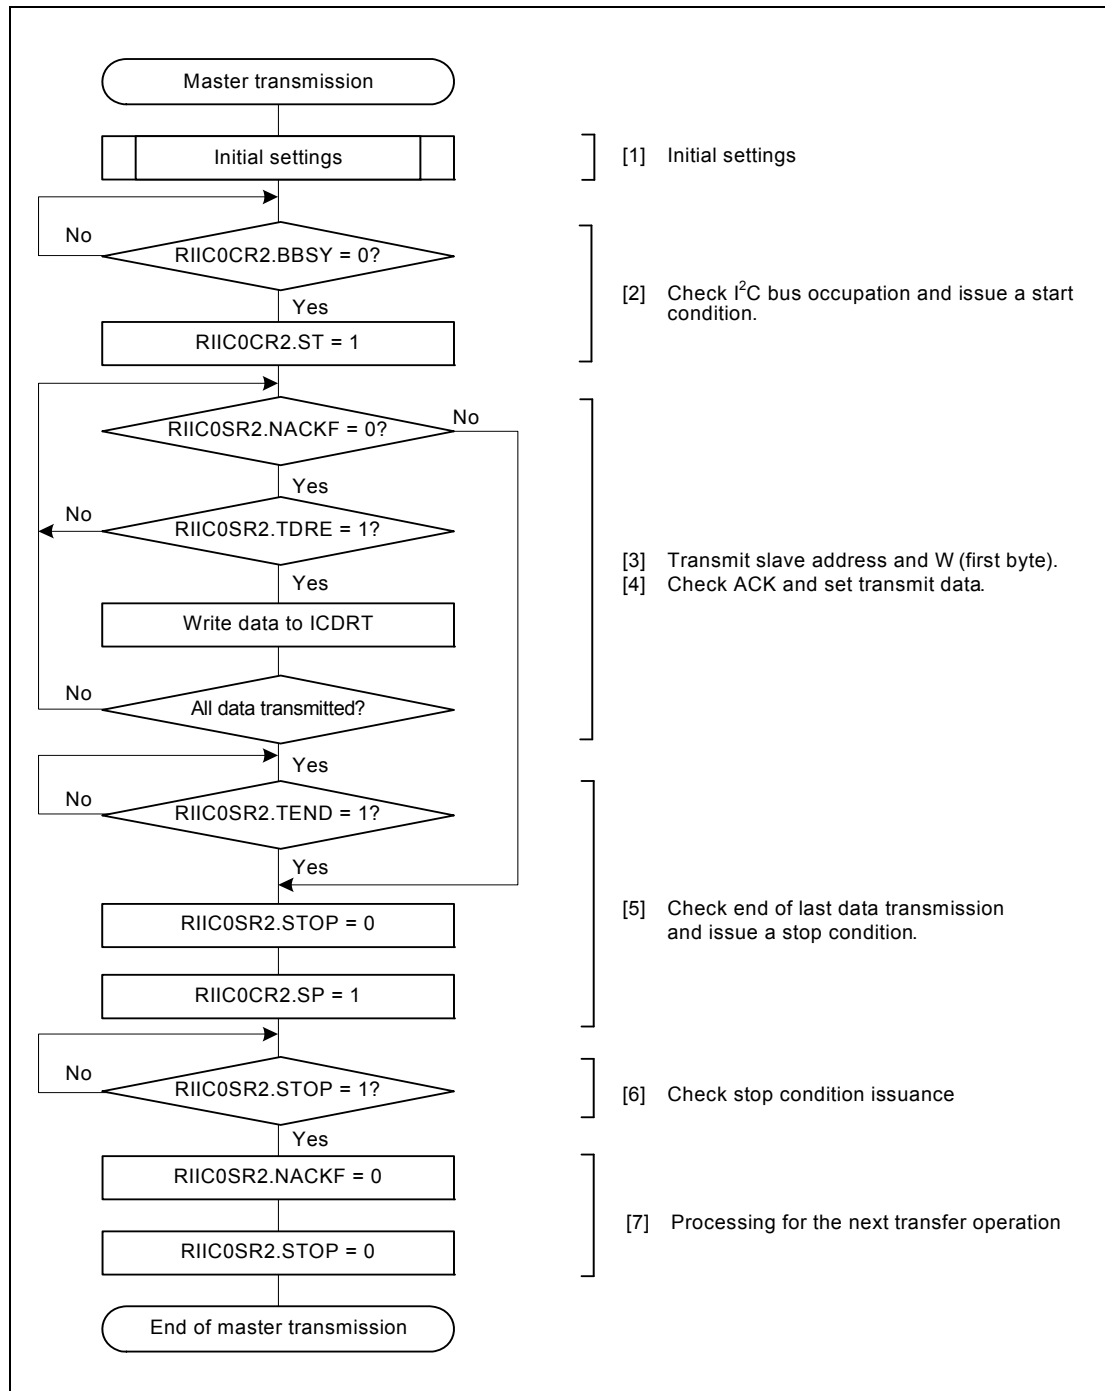 Master transmission
Initial settings
[1] Initial settings
No
RIIC0CR2.BBSY = 0?
Yes
[2] Check I²C bus occupation and issue a start
condition.
RIIC0CR2.ST = 1
No
RIIC0SR2.NACKF = 0?
Yes
No
RIIC0SR2.TDRE = 1?
Yes
[3] Transmit slave address and W (first byte).
[4] Check ACK and set transmit data.
Write data to ICDRT
No
All data transmitted?
Yes
No
RIIC0SR2.TEND = 1?
Yes
RIIC0SR2.STOP = 0
[5] Check end of last data transmission
and issue a stop condition.
RIIC0CR2.SP = 1
No
RIIC0SR2.STOP = 1?
[6] Check stop condition issuance
Yes
RIIC0SR2.NACKF = 0
[7] Processing for the next transfer operation
RIIC0SR2.STOP = 0
End of master transmission